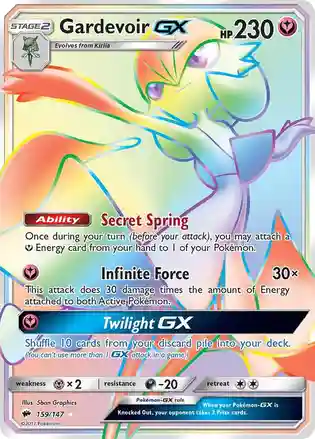 STAGE2 Gardevoir GX HP230
Evolves from Kirlia
Ability Secret Spring
Once during your turn (before your attack), you may attach
a Energy card from your hand to 1 of your Pokémon.
Infinite Force 30×
This attack does 30 damage times the amount of Energy
attached to both Active Pokémon.
Twilight GX
Shuffle 10 cards from your discard pile into your deck.
(You can't use more than 1 GX attack in a game.)
weakness ×2 resistance -20 retreat
Illus. 5ban Graphics
159/147
©2017 Pokémon
Pokémon-GX rule
When your Pokémon-GX is
Knocked Out, your opponent takes 2 Prize cards.